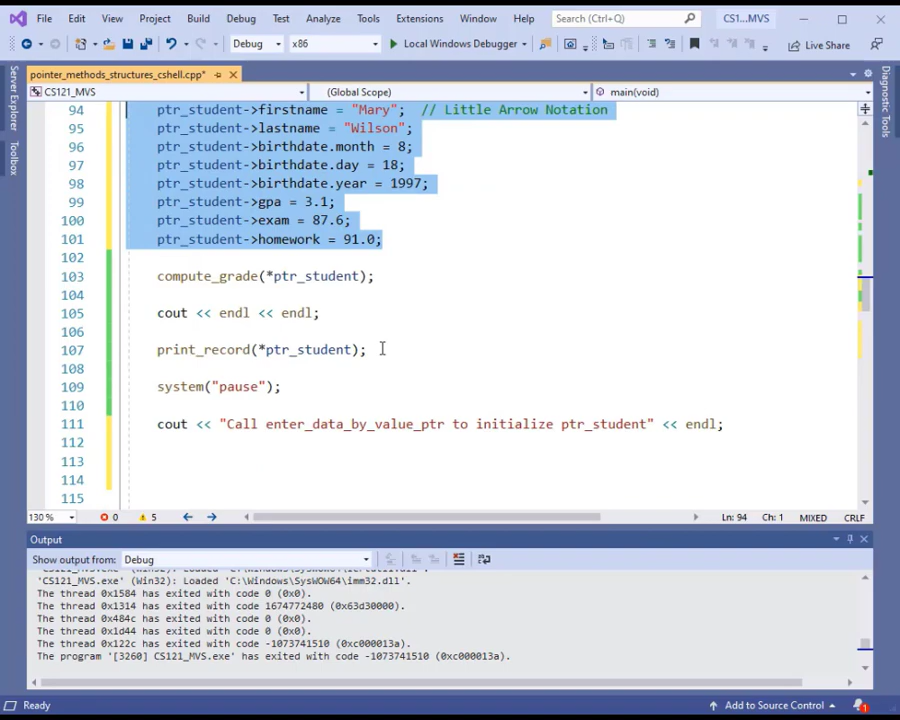 File Edit View Project Build Debug Test Analyze Tools Extensions Window Help Search (Ctrl+Q) CS1...MVS
Debug x86 Local Windows Debugger Live Share
pointer_methods_structures_cshell.cpp*
CS121_MVS (Global Scope) main(void)
Server Explorer
Toolbox
Diagnostic Tools
94 ptr_student->firstname = "Mary"; // Little Arrow Notation
95 ptr_student->lastname = "Wilson";
96 ptr_student->birthdate.month = 8;
97 ptr_student->birthdate.day = 18;
98 ptr_student->birthdate.year = 1997;
99 ptr_student->gpa = 3.1;
100 ptr_student->exam = 87.6;
101 ptr_student->homework = 91.0;
102
103 compute_grade(*ptr_student);
104
105 cout << endl << endl;
106
107 print_record(*ptr_student);
108
109 system("pause");
110
111 cout << "Call enter_data_by_value_ptr to initialize ptr_student" << endl;
112
113
114
115
130 % 0 5 Ln: 94 Ch: 1 MIXED CRLF
Output
Show output from: Debug
'CS121_MVS.exe' (Win32): Loaded 'C:\Windows\SysWOW64\imm32.dll'.
The thread 0x1584 has exited with code 0 (0x0).
The thread 0x1314 has exited with code 1674772480 (0x63d30000).
The thread 0x484c has exited with code 0 (0x0).
The thread 0x1d44 has exited with code 0 (0x0).
The thread 0x122c has exited with code -1073741510 (0xc000013a).
The program '[3260] CS121_MVS.exe' has exited with code -1073741510 (0xc000013a).
Ready Add to Source Control 1